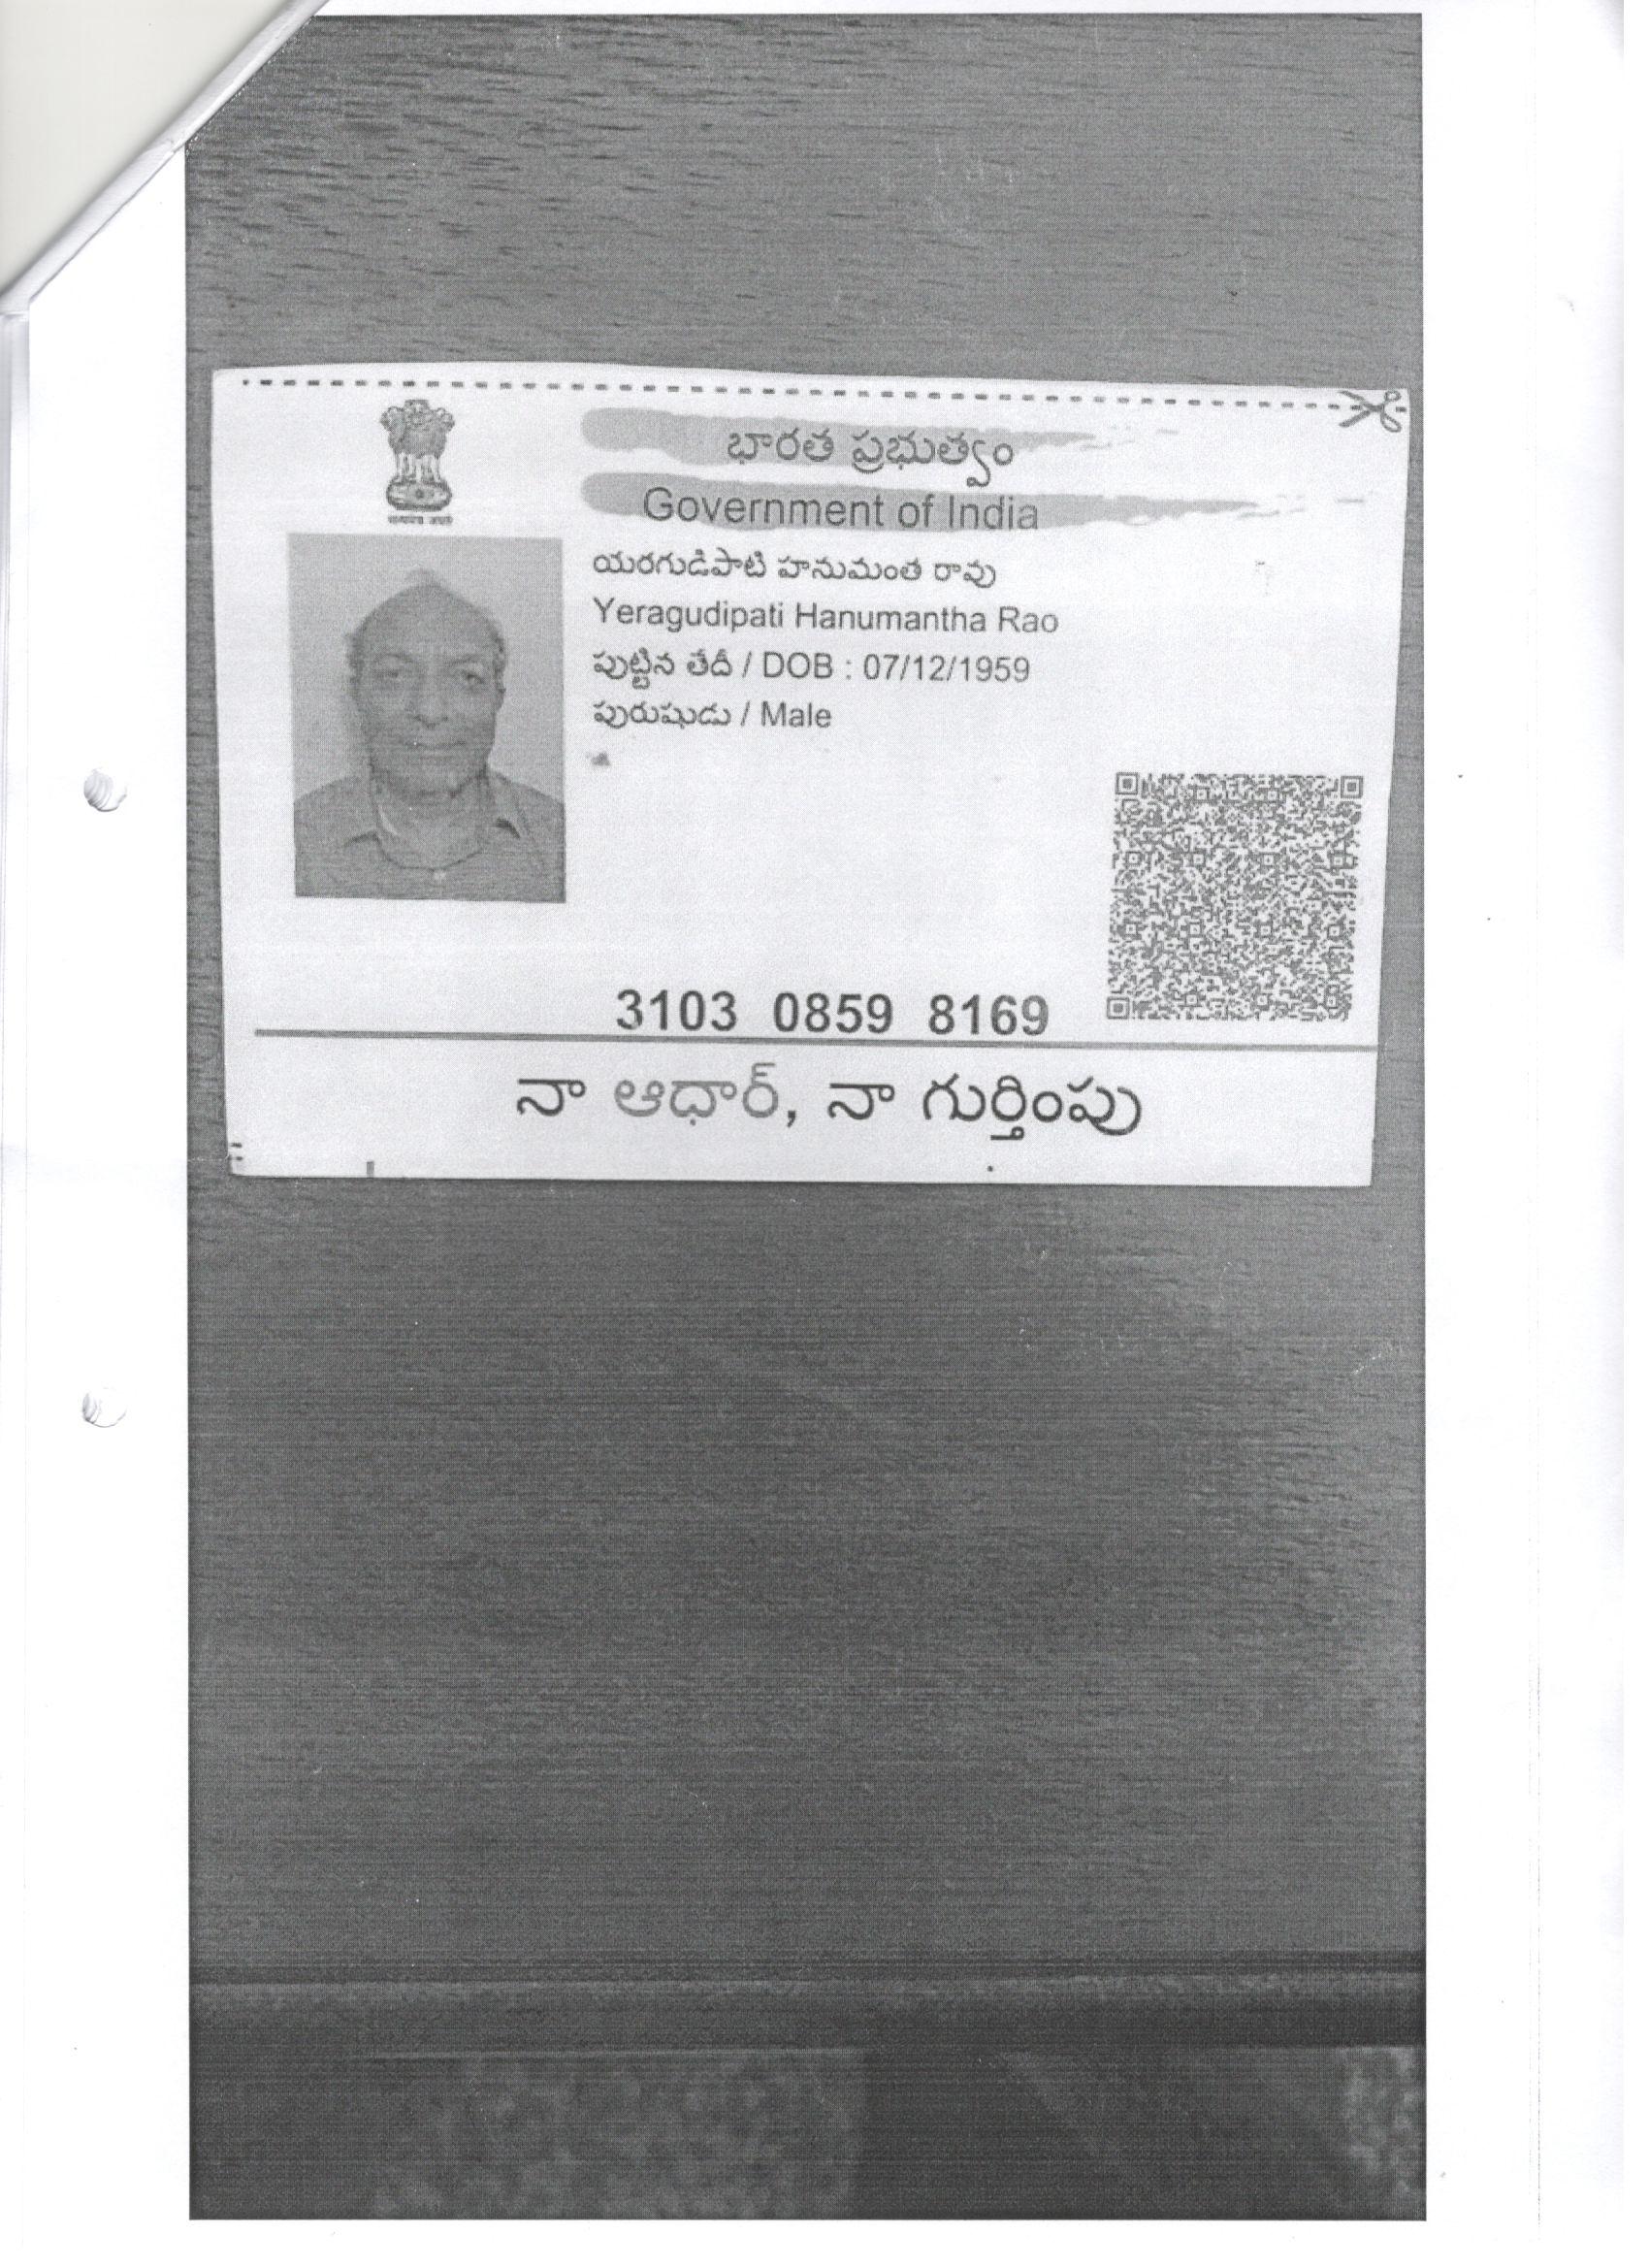 భారత ప్రభుత్వం
Government of India
యరగుడిపాటి హనుమంత రావు
Yeragudipati Hanumantha Rao
పుట్టిన తేదీ / DOB : 07/12/1959
పురుషుడు / Male
3103 0859 8169
నా ఆధార్, నా గుర్తింపు